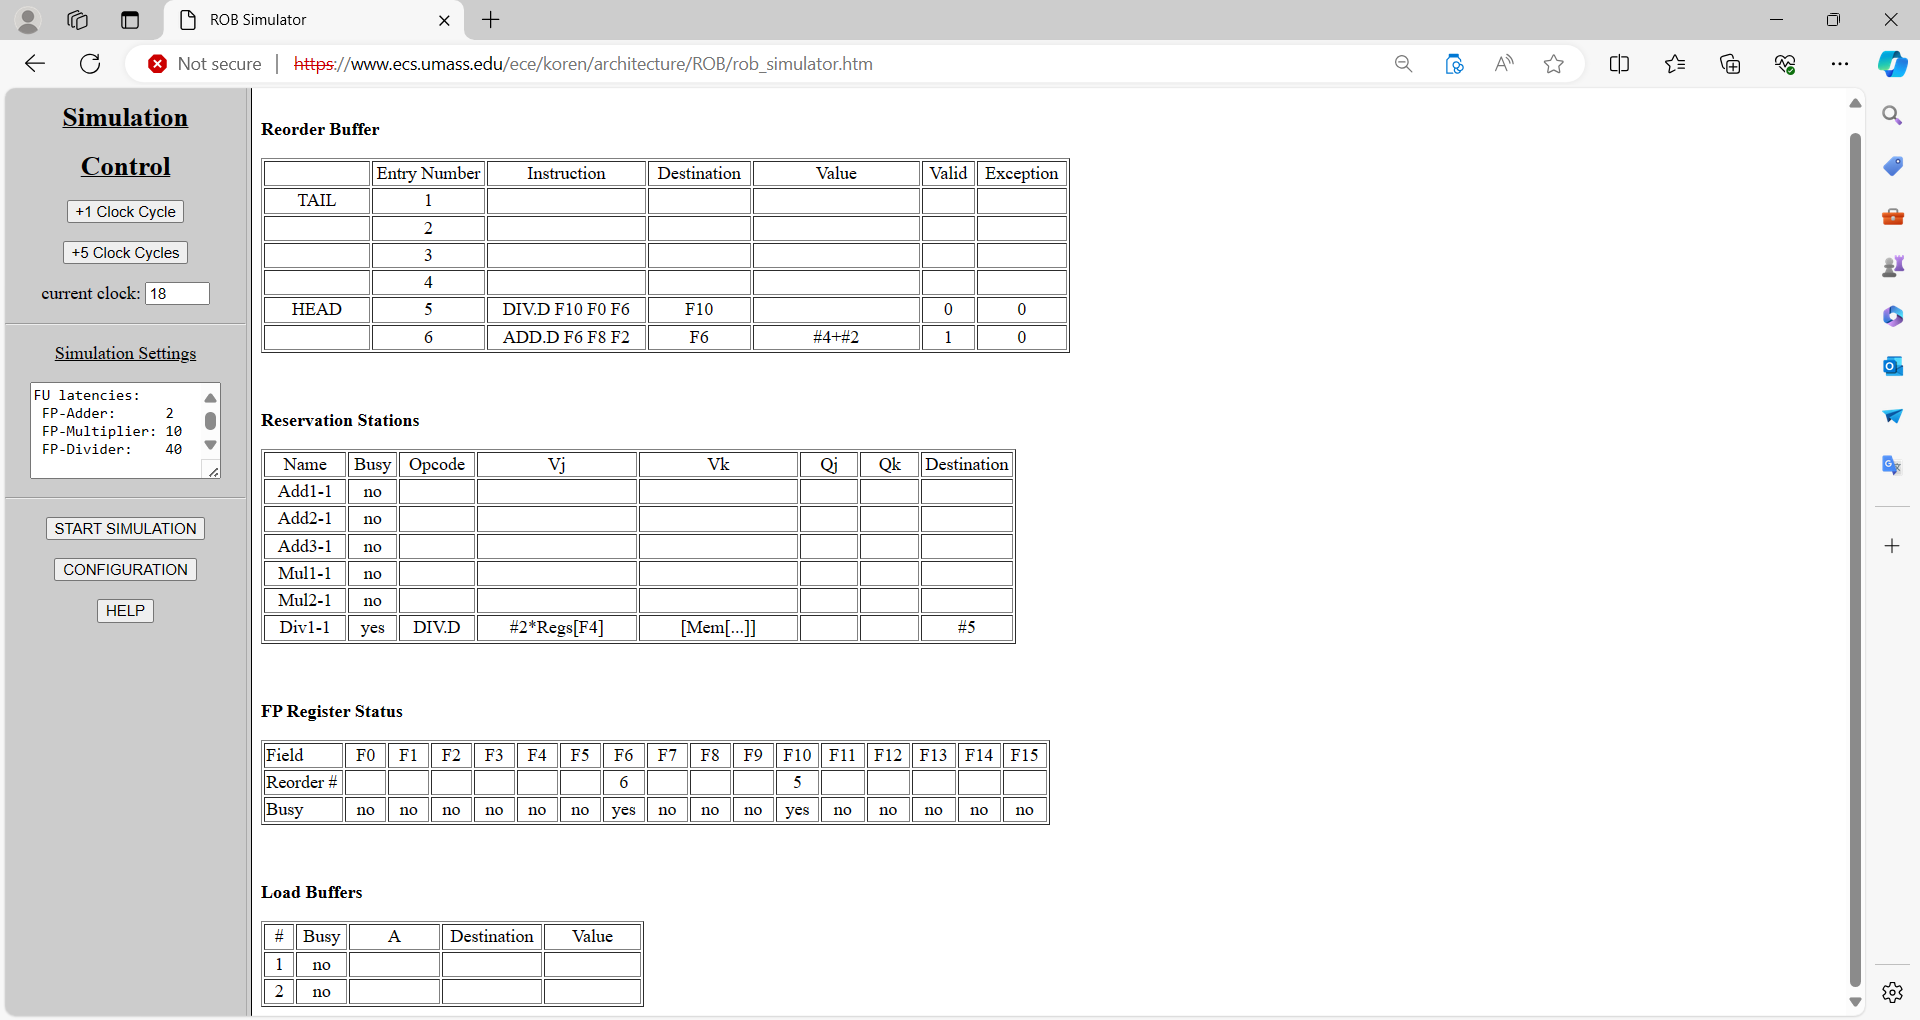 ROB Simulator
Not secure
https://www.ecs.umass.edu/ece/koren/architecture/ROB/rob_simulator.htm
Simulation
Control
+1 Clock Cycle
+5 Clock Cycles
current clock: 18
Simulation Settings
FU latencies:
FP-Adder: 2
FP-Multiplier: 10
FP-Divider: 40
START SIMULATION
CONFIGURATION
HELP
Reorder Buffer
Entry Number Instruction Destination Value Valid Exception
TAIL 1
2
3
4
HEAD 5 DIV.D F10 F0 F6 F10 0 0
6 ADD.D F6 F8 F2 F6 #4+#2 1 0
Reservation Stations
Name Busy Opcode Vj Vk Qj Qk Destination
Add1-1 no
Add2-1 no
Add3-1 no
Mul1-1 no
Mul2-1 no
Div1-1 yes DIV.D #2*Regs[F4] [Mem[...]] #5
FP Register Status
Field F0 F1 F2 F3 F4 F5 F6 F7 F8 F9 F10 F11 F12 F13 F14 F15
Reorder # 6 5
Busy no no no no no no yes no no no yes no no no no no
Load Buffers
# Busy A Destination Value
1 no
2 no